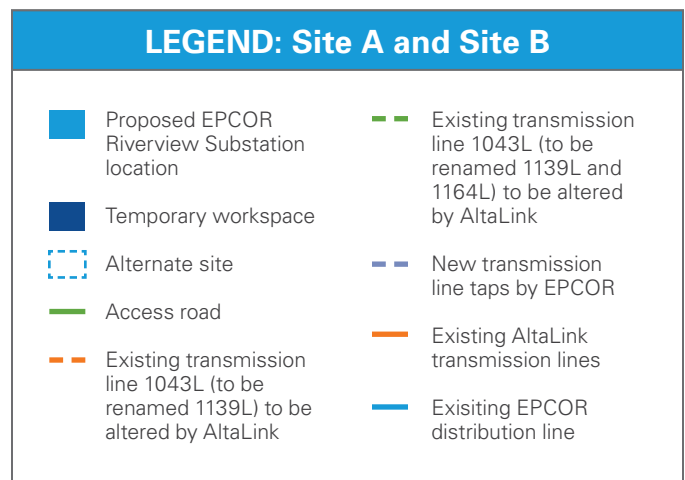 LEGEND: Site A and Site B
Proposed EPCOR
Riverview Substation
location
Temporary workspace
Alternate site
Access road
Existing transmission
line 1043L (to be
renamed 1139L) to be
altered by AltaLink
Existing transmission
line 1043L (to be
renamed 1139L and
1164L) to be altered
by AltaLink
New transmission
line taps by EPCOR
Existing AltaLink
transmission lines
Exisiting EPCOR
distribution line